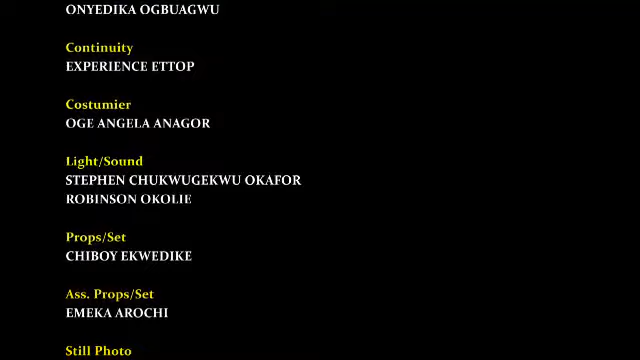 ONYEDIKA OGBUAGWU
Continuity
EXPERIENCE ETTOP
Costumier
OGE ANGELA ANAGOR
Light/Sound
STEPHEN CHUKWUGEKWU OKAFOR
ROBINSON OKOLIE
Props/Set
CHIBOY EKWEDIKE
Ass. Props/Set
EMEKA AROCHI
Still Photo